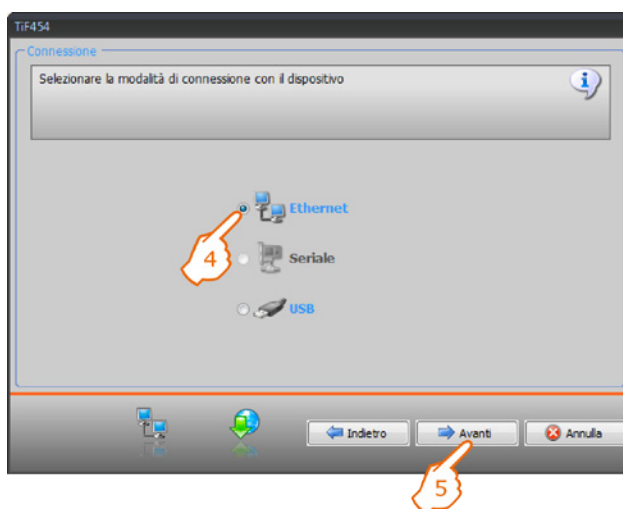 TiF454
Connessione
Selezionare la modalità di connessione con il dispositivo
Ethernet
4
Seriale
USB
Indietro
Avanti
Annulla
5